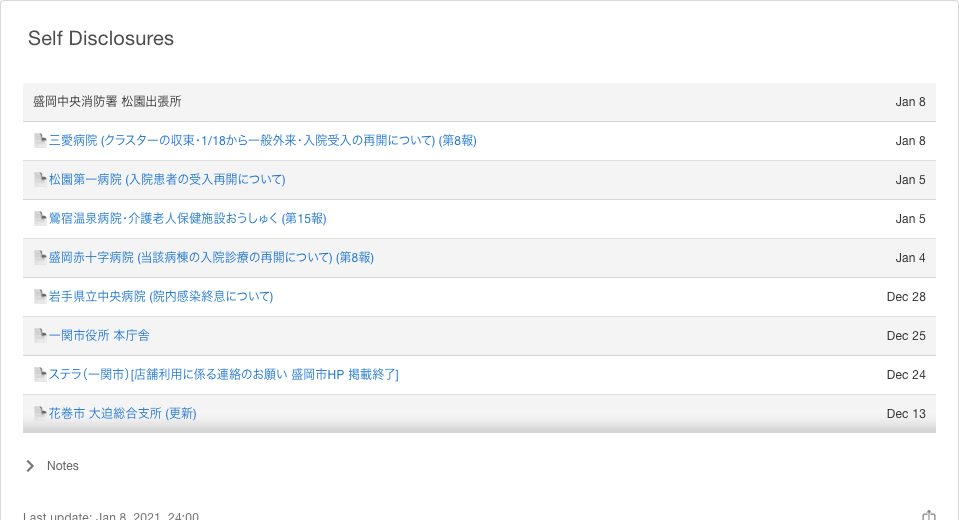 Self Disclosures
盛岡中央消防署 松園出張所 Jan 8
三愛病院 (クラスターの収束・1/18から一般外来・入院受入の再開について) (第8報) Jan 8
松園第一病院 (入院患者の受入再開について) Jan 5
鶯宿温泉病院・介護老人保健施設おうしゅく (第15報) Jan 5
盛岡赤十字病院 (当該病棟の入院診療の再開について) (第8報) Jan 4
岩手県立中央病院 (院内感染終息について) Dec 28
一関市役所 本庁舎 Dec 25
ステラ（一関市）[店舗利用に係る連絡のお願い 盛岡市HP 掲載終了] Dec 24
花巻市 大迫総合支所 (更新) Dec 13
Notes
Last update: Jan 8, 2021, 24:00